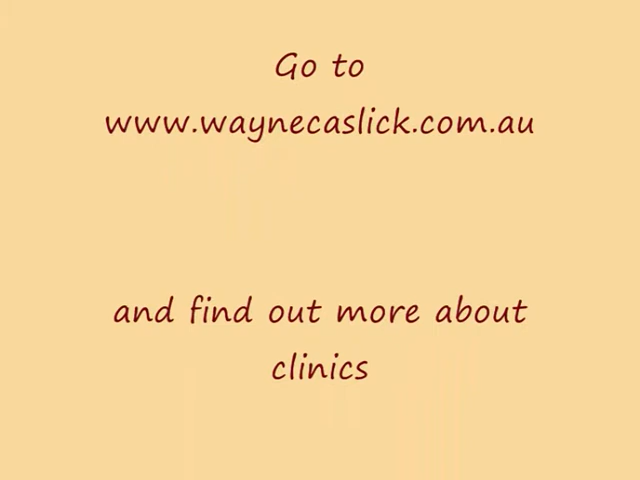 Go to
www.waynecaslick.com.au
and find out more about
clinics